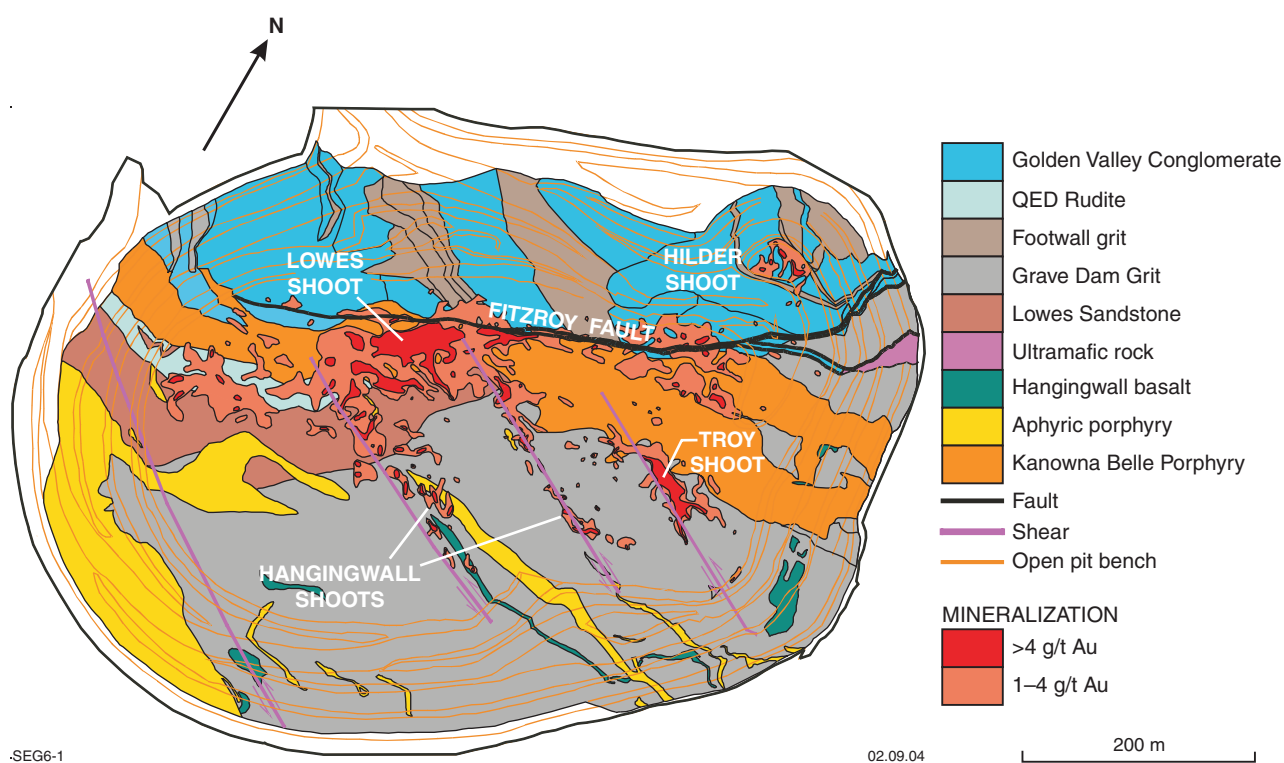 N
LOWES
SHOOT
HILDER
SHOOT
FITZROY FAULT
TROY
SHOOT
HANGINGWALL
SHOOTS
Golden Valley Conglomerate
QED Rudite
Footwall grit
Grave Dam Grit
Lowes Sandstone
Ultramafic rock
Hangingwall basalt
Aphyric porphyry
Kanowna Belle Porphyry
Fault
Shear
Open pit bench
MINERALIZATION
>4 g/t Au
1–4 g/t Au
SEG6-1
02.09.04
200 m